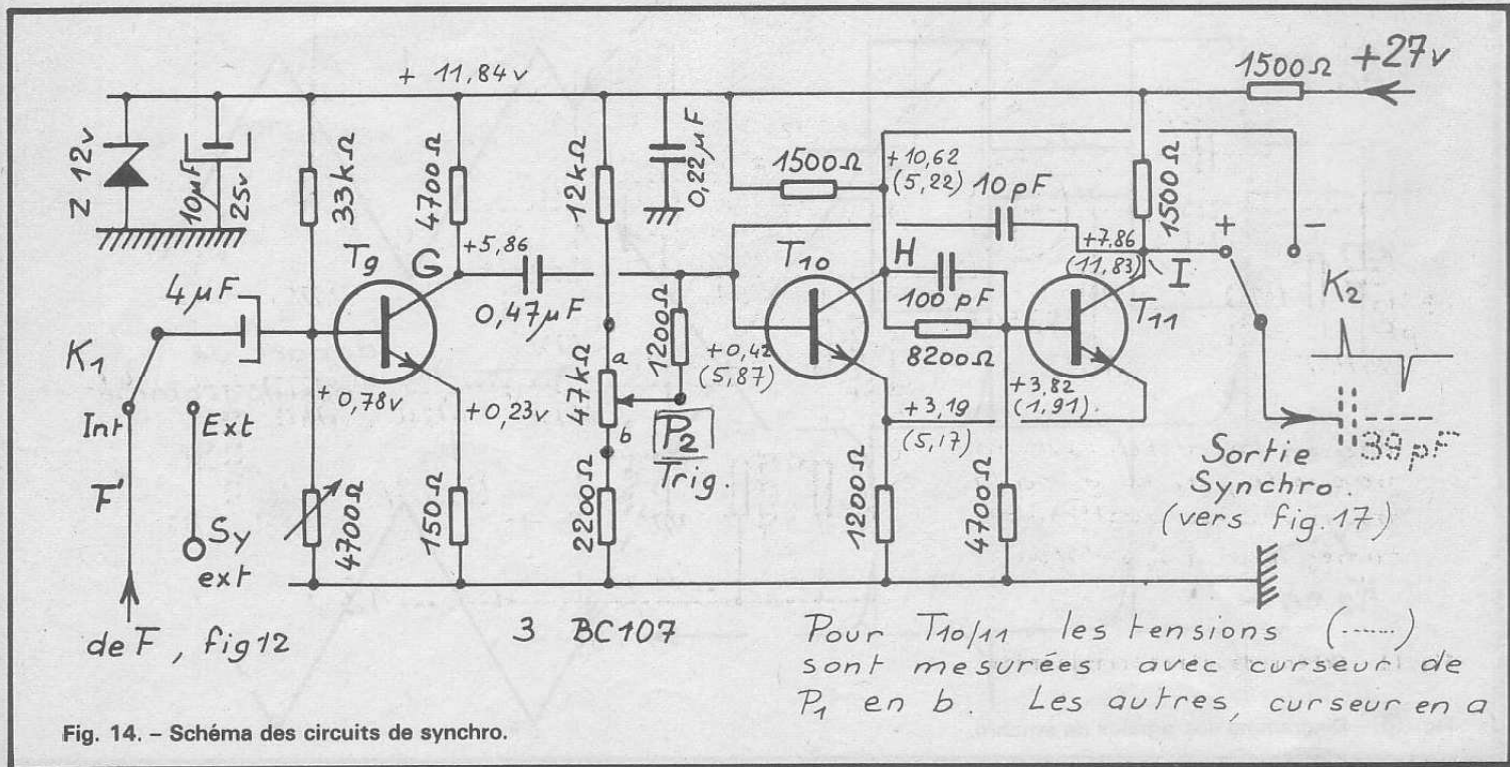 + 11,84v
1500Ω
+27v
Z 12v
10µF
25v
33kΩ
4700Ω
12kΩ
0,22µF
1500Ω
+10,62
(5,22)
10pF
1500Ω
T9
G
+5,86
4µF
0,47µF
T10
H
100pF
8200Ω
+7,86
(11,83)
I
T11
+
-
K2
K1
Int
Ext
+0,78v
+0,23v
47kΩ
a
b
1200Ω
+0,42
(5,87)
P2
Trig.
+3,82
(1,91)
+3,19
(5,17)
39pF
Sortie
Synchro.
(vers fig.17)
F
Sy
ext
4700Ω
150Ω
2200Ω
1200Ω
4700Ω
de F, fig12
3 BC107
Pour T10/11 les tensions (......)
sont mesurées avec curseur de
P1 en b. Les autres, curseur en a
Fig. 14. – Schéma des circuits de synchro.